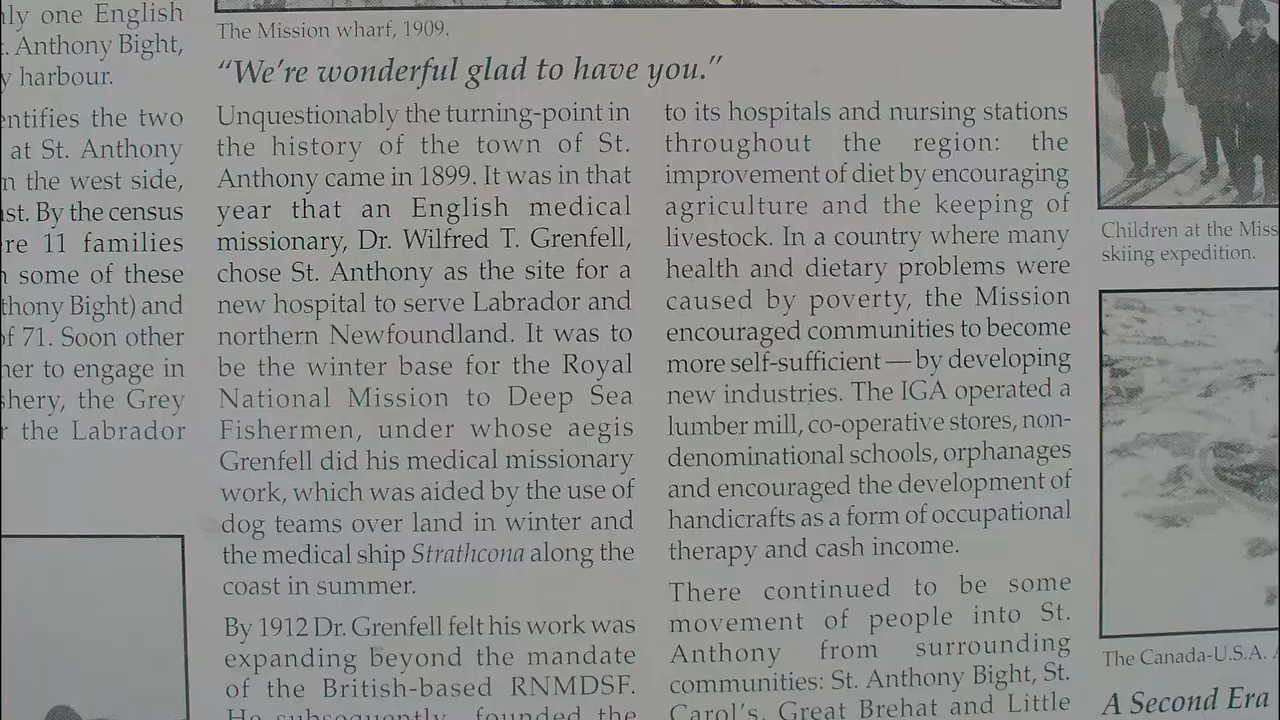 one English
Anthony Bight,
harbour.
the two
at St. Anthony
the west side,
By the census
11 families
some of these
Bight) and
71. Soon other
to engage in
the Grey
the Labrador
The Mission wharf, 1909.
“We’re wonderful glad to have you.”
Unquestionably the turning-point in
the history of the town of St.
Anthony came in 1899. It was in that
year that an English medical
missionary, Dr. Wilfred T. Grenfell,
chose St. Anthony as the site for a
new hospital to serve Labrador and
northern Newfoundland. It was to
be the winter base for the Royal
National Mission to Deep Sea
Fishermen, under whose aegis
Grenfell did his medical missionary
work, which was aided by the use of
dog teams over land in winter and
the medical ship Strathcona along the
coast in summer.
By 1912 Dr. Grenfell felt his work was
expanding beyond the mandate
of the British-based RNMDSF.
He subsequently founded the
to its hospitals and nursing stations
throughout the region: the
improvement of diet by encouraging
agriculture and the keeping of
livestock. In a country where many
health and dietary problems were
caused by poverty, the Mission
encouraged communities to become
more self-sufficient — by developing
new industries. The IGA operated a
lumber mill, co-operative stores, non-
denominational schools, orphanages
and encouraged the development of
handicrafts as a form of occupational
therapy and cash income.
There continued to be some
movement of people into St.
Anthony from surrounding
communities: St. Anthony Bight, St.
Carol’s, Great Brehat and Little
Children at the
skiing expedition.
The Canada-U.S.A.
A Second Era